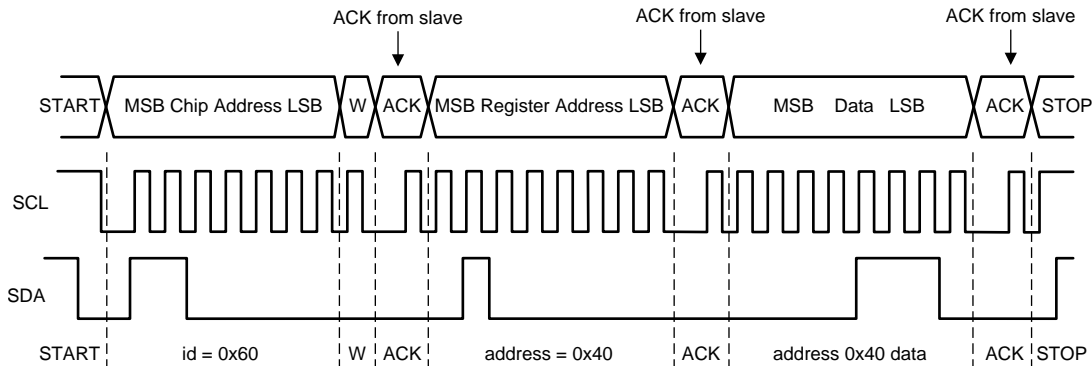 ACK from slave ACK from slave ACK from slave
START MSB Chip Address LSB W ACK MSB Register Address LSB ACK MSB Data LSB ACK STOP
SCL
SDA
START id = 0x60 W ACK address = 0x40 ACK address 0x40 data ACK STOP